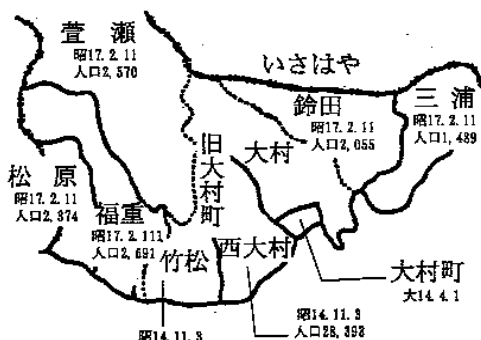 萱瀬
昭17.2.11
人口2,570
いさはや
鈴田
昭17.2.11
人口2,055
三浦
昭17.2.11
人口1,439
大村
旧大村町
松原
昭17.2.11
人口2,374
福重
昭17.2.111
人口2,691
竹松
西大村
大村町
大14.4.1
昭14.11.3
昭14.11.3
人口28,393